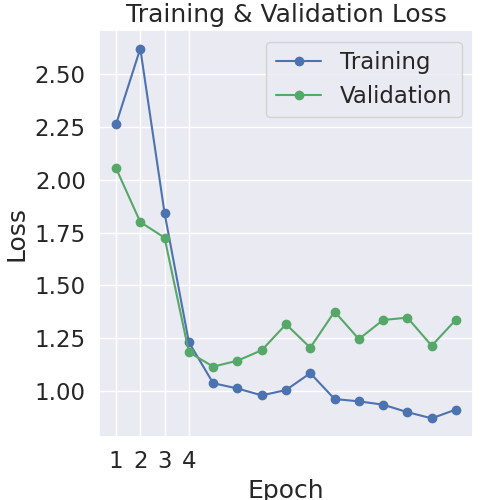 Training & Validation Loss
Training
Validation
Loss
2.50
2.25
2.00
1.75
1.50
1.25
1.00
1 2 3 4
Epoch